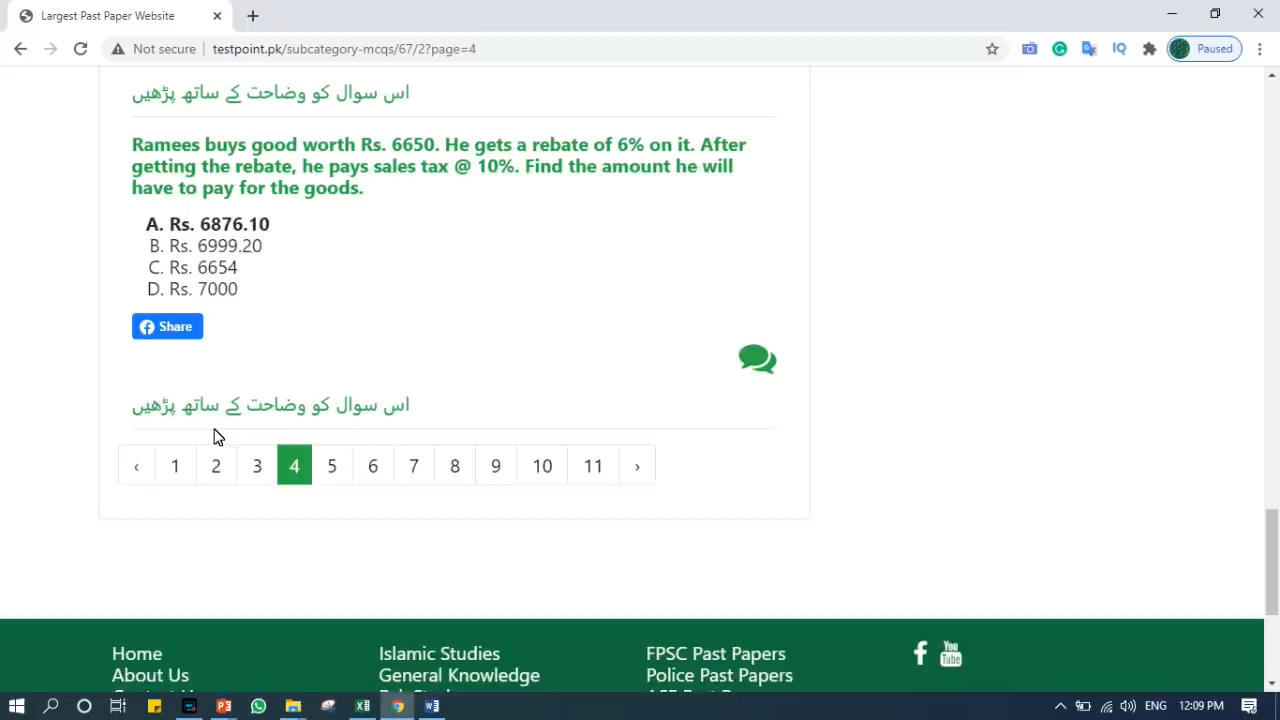 Largest Past Paper Website
Not secure
testpoint.pk/subcategory-mcqs/67/2?page=4
IQ
Paused
اس سوال کو وضاحت کے ساتھ پڑھیں
Ramees buys good worth Rs. 6650. He gets a rebate of 6% on it. After
getting the rebate, he pays sales tax @ 10%. Find the amount he will
have to pay for the goods.
A. Rs. 6876.10
B. Rs. 6999.20
C. Rs. 6654
D. Rs. 7000
Share
اس سوال کو وضاحت کے ساتھ پڑھیں
‹ 1 2 3 4 5 6 7 8 9 10 11 ›
Home Islamic Studies FPSC Past Papers You Tube
About Us General Knowledge Police Past Papers
ENG 12:09 PM